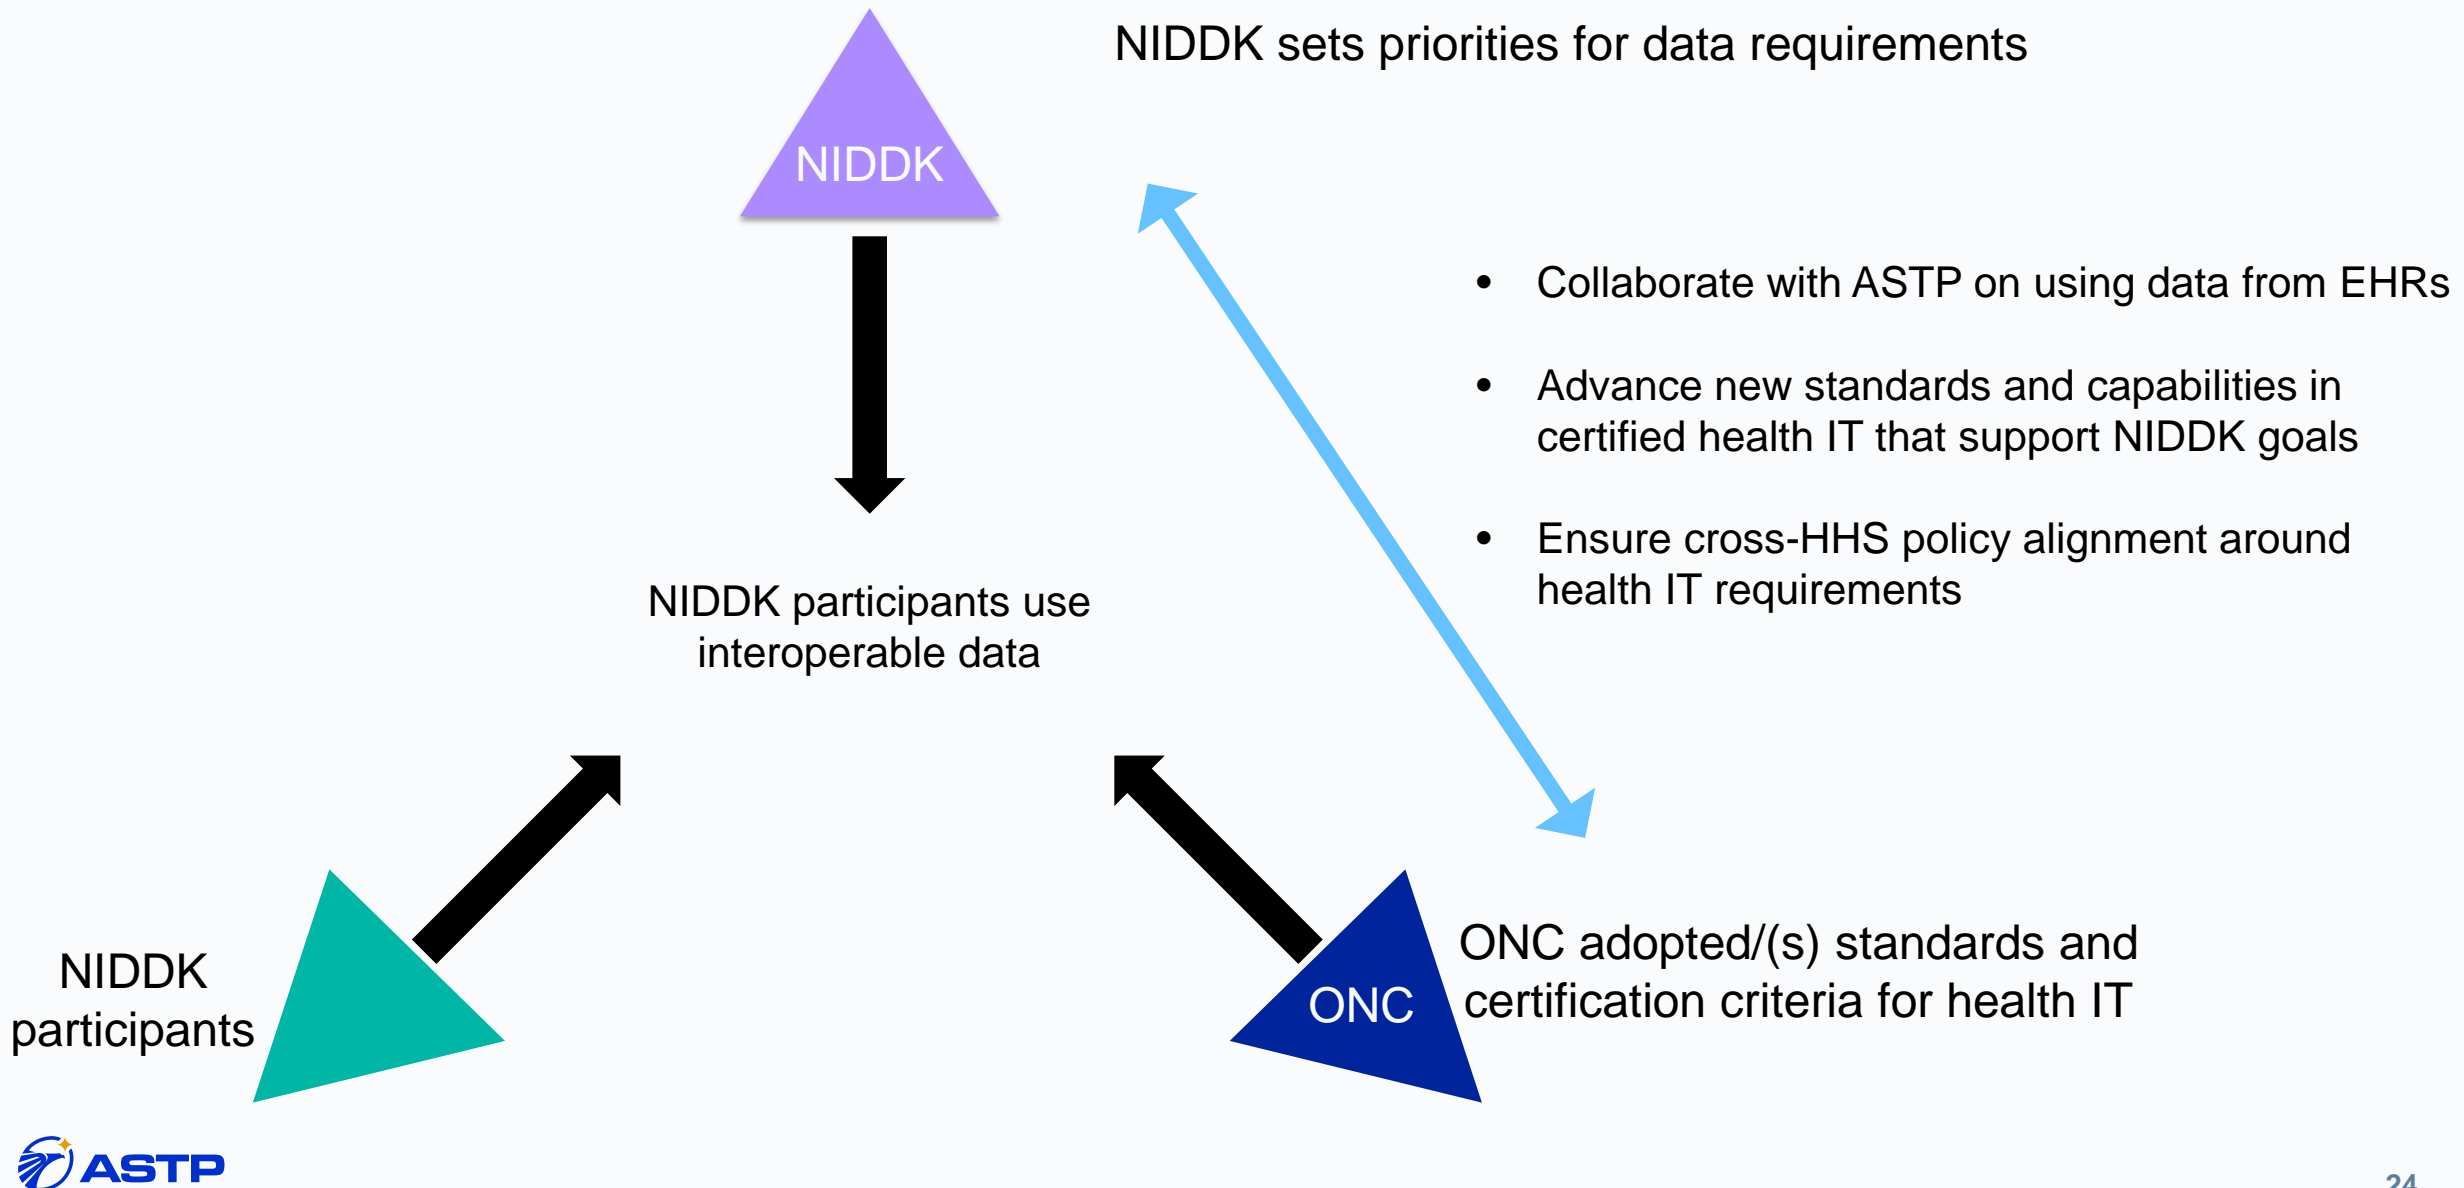 NIDDK sets priorities for data requirements
NIDDK
• Collaborate with ASTP on using data from EHRs
• Advance new standards and capabilities in
certified health IT that support NIDDK goals
• Ensure cross-HHS policy alignment around
health IT requirements
NIDDK participants use
interoperable data
NIDDK
participants
ONC
ONC adopted/(s) standards and
certification criteria for health IT
ASTP
24